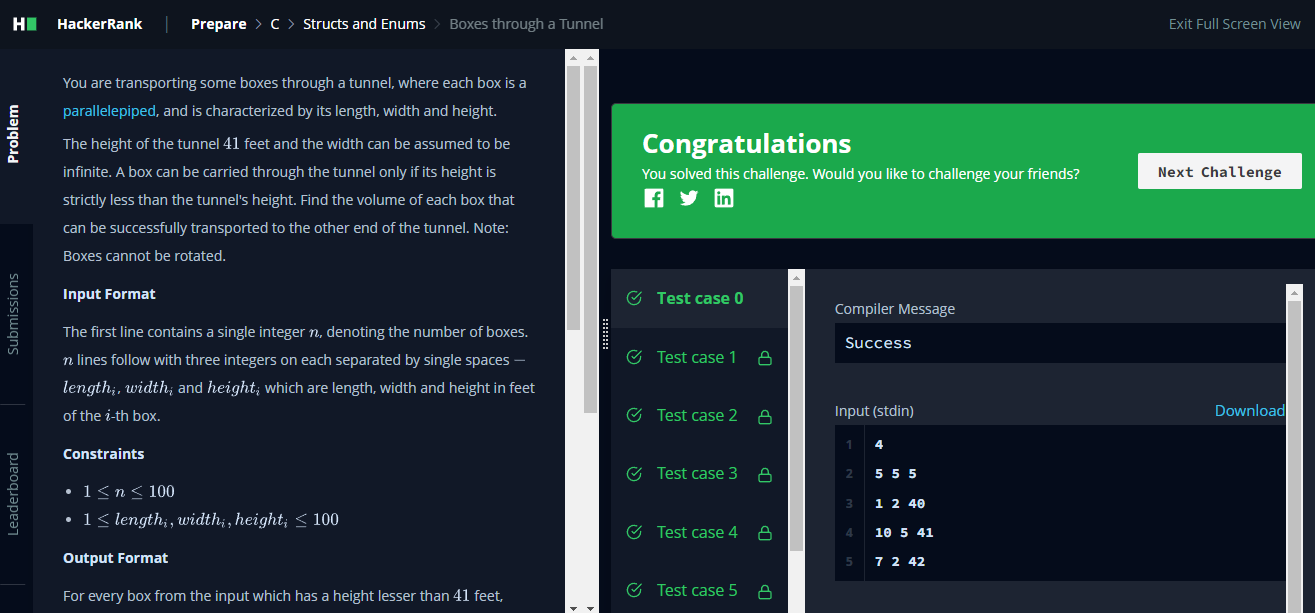 H HackerRank | Prepare > C > Structs and Enums > Boxes through a Tunnel Exit Full Screen View
Problem
Submissions
Leaderboard
You are transporting some boxes through a tunnel, where each box is a
parallelepiped, and is characterized by its length, width and height.
The height of the tunnel 41 feet and the width can be assumed to be
infinite. A box can be carried through the tunnel only if its height is
strictly less than the tunnel's height. Find the volume of each box that
can be successfully transported to the other end of the tunnel. Note:
Boxes cannot be rotated.
Input Format
The first line contains a single integer n, denoting the number of boxes.
n lines follow with three integers on each separated by single spaces −
length_i, width_i and height_i which are length, width and height in feet
of the i-th box.
Constraints
• 1 ≤ n ≤ 100
• 1 ≤ length_i, width_i, height_i ≤ 100
Output Format
For every box from the input which has a height lesser than 41 feet,
Congratulations
You solved this challenge. Would you like to challenge your friends?
Next Challenge
Test case 0
Test case 1
Test case 2
Test case 3
Test case 4
Test case 5
Compiler Message
Success
Input (stdin) Download
1 4
2 5 5 5
3 1 2 40
4 10 5 41
5 7 2 42